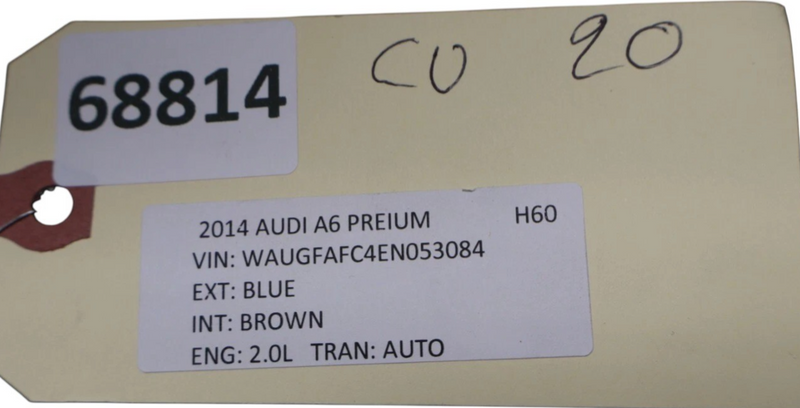 68814
CU 20
2014 AUDI A6 PREIUM H60
VIN: WAUGFAFC4EN053084
EXT: BLUE
INT: BROWN
ENG: 2.0L TRAN: AUTO